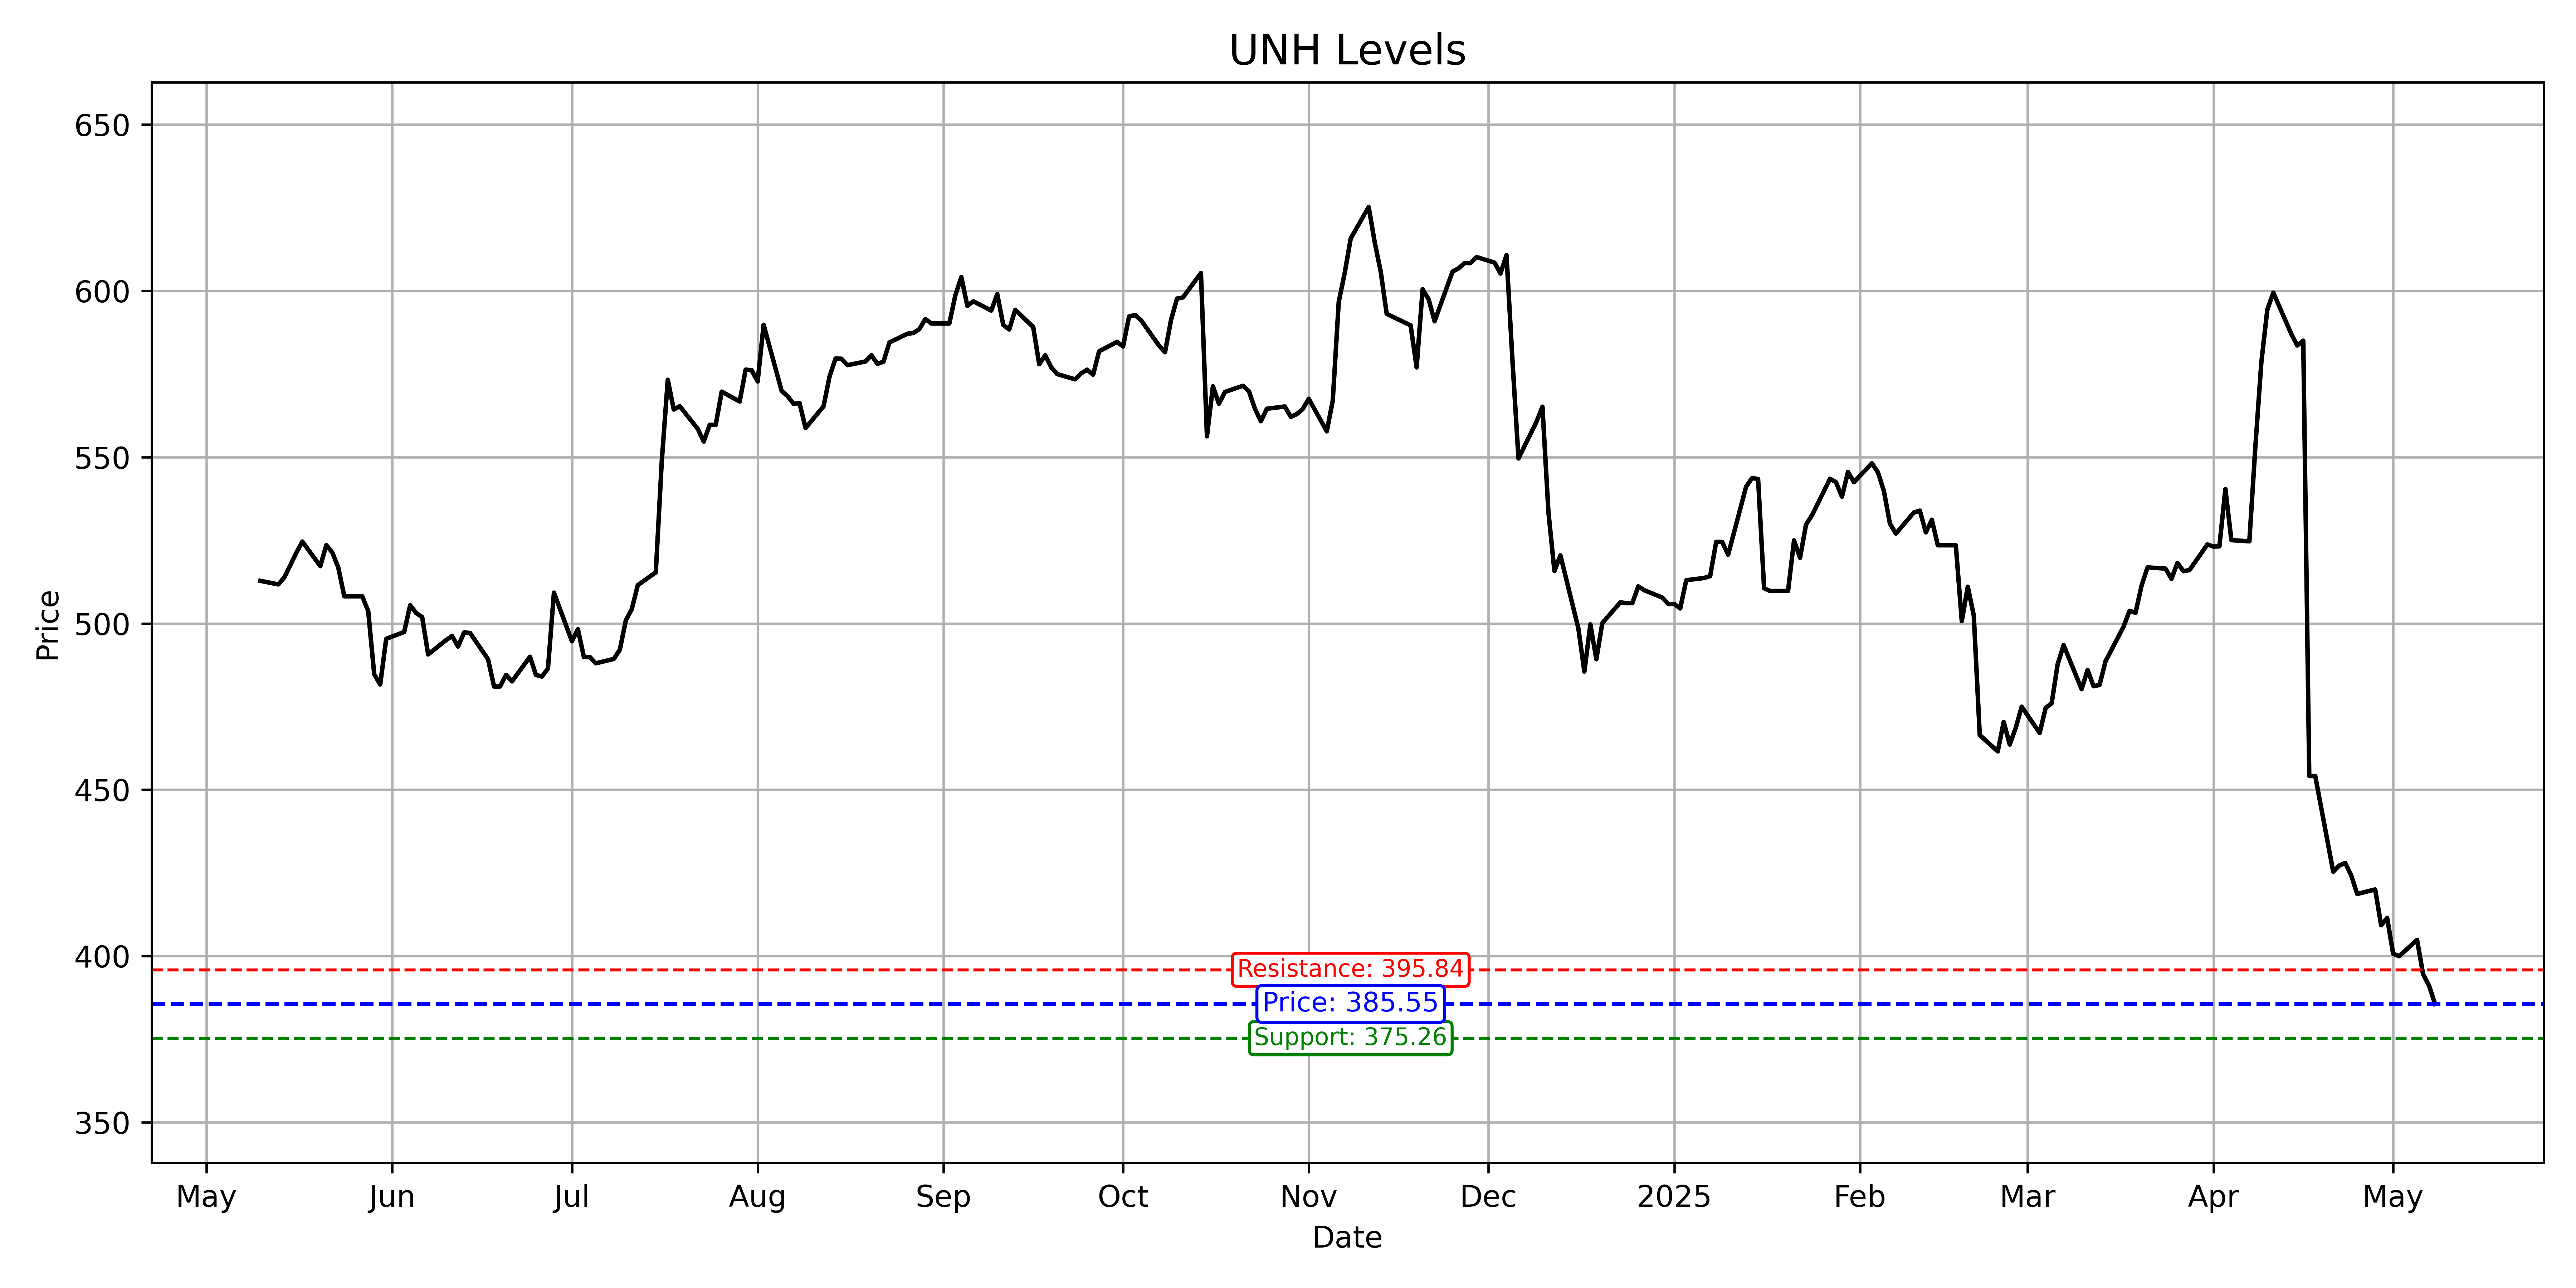 UNH Levels
Price
650
600
550
500
450
400
350
Resistance: 395.84
Price: 385.55
Support: 375.26
May Jun Jul Aug Sep Oct Nov Dec 2025 Feb Mar Apr May
Date